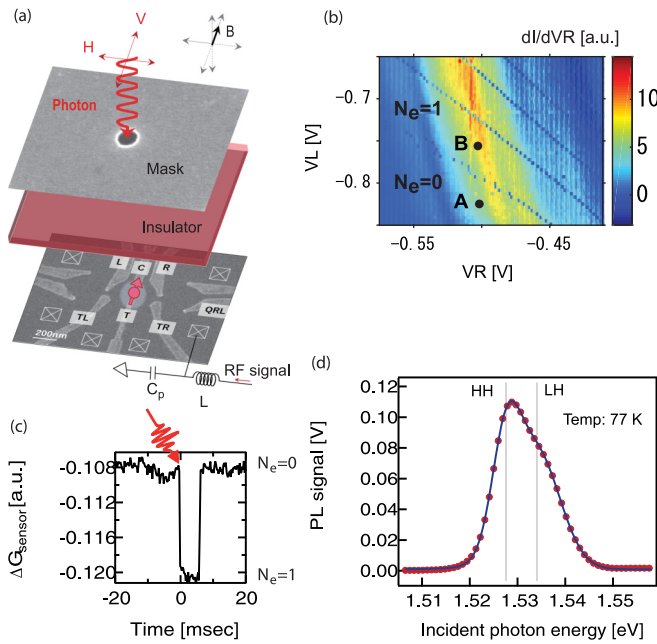 (a)
V
H
B
Photon
Mask
Insulator
L
C
R
TL
T
TR
QRL
200nm
RF signal
Cp
L
(b)
dI/dVR [a.u.]
10
5
0
Ne=1
Ne=0
B
A
VL [V]
−0.7
−0.8
−0.55
−0.45
VR [V]
(c)
ΔGsensor[a.u.]
-0.108
-0.112
-0.116
-0.120
Ne=0
Ne=1
-20
0
20
Time [msec]
(d)
HH
LH
Temp: 77 K
PL signal [V]
0.12
0.10
0.08
0.06
0.04
0.02
0.00
1.51
1.52
1.53
1.54
1.55
Incident photon energy [eV]